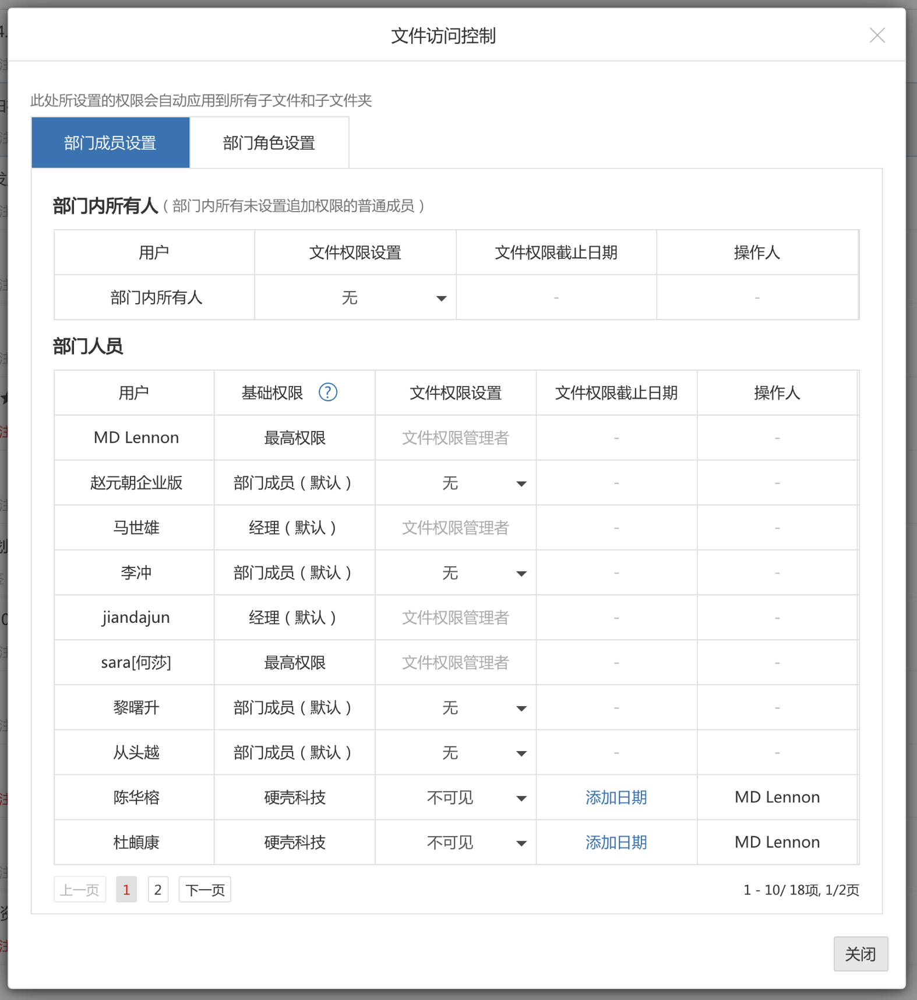 文件访问控制
此处所设置的权限会自动应用到所有子文件和子文件夹
部门成员设置 部门角色设置
部门内所有人 ( 部门内所有未设置追加权限的普通成员 )
用户 文件权限设置 文件权限截止日期 操作人
部门内所有人 无 - -
部门人员
用户 基础权限 ? 文件权限设置 文件权限截止日期 操作人
MD Lennon 最高权限 文件权限管理者 - -
赵元朝企业版 部门成员 ( 默认 ) 无 - -
马世雄 经理 ( 默认 ) 文件权限管理者 - -
李冲 部门成员 ( 默认 ) 无 - -
jiandajun 经理 ( 默认 ) 文件权限管理者 - -
sara[何莎] 最高权限 文件权限管理者 - -
黎曙升 部门成员 ( 默认 ) 无 - -
从头越 部门成员 ( 默认 ) 无 - -
陈华榕 硬壳科技 不可见 添加日期 MD Lennon
杜頔康 硬壳科技 不可见 添加日期 MD Lennon
上一页 1 2 下一页 1 - 10/ 18项, 1/2页
关闭